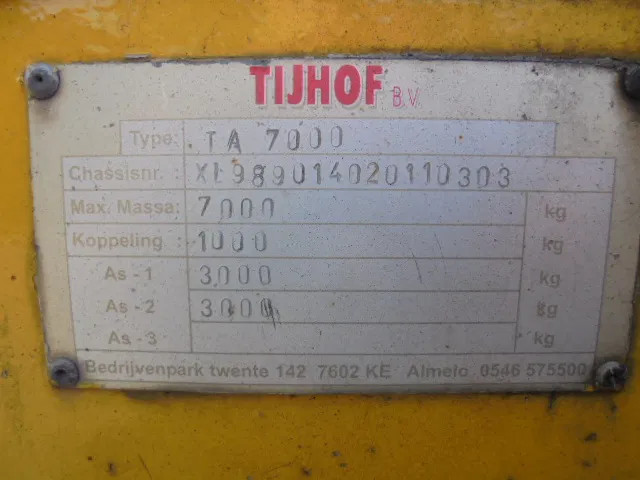 TIJHOF B.V.
Type: TA 7000
Chassisnr. : XL989014020110303
Max. Massa: 7000 kg
Koppeling : 1000 kg
As - 1 3000 kg
As - 2 3000 kg
As - 3 kg
Bedrijvenpark twente 142 7602 KE Almelo 0546 575500